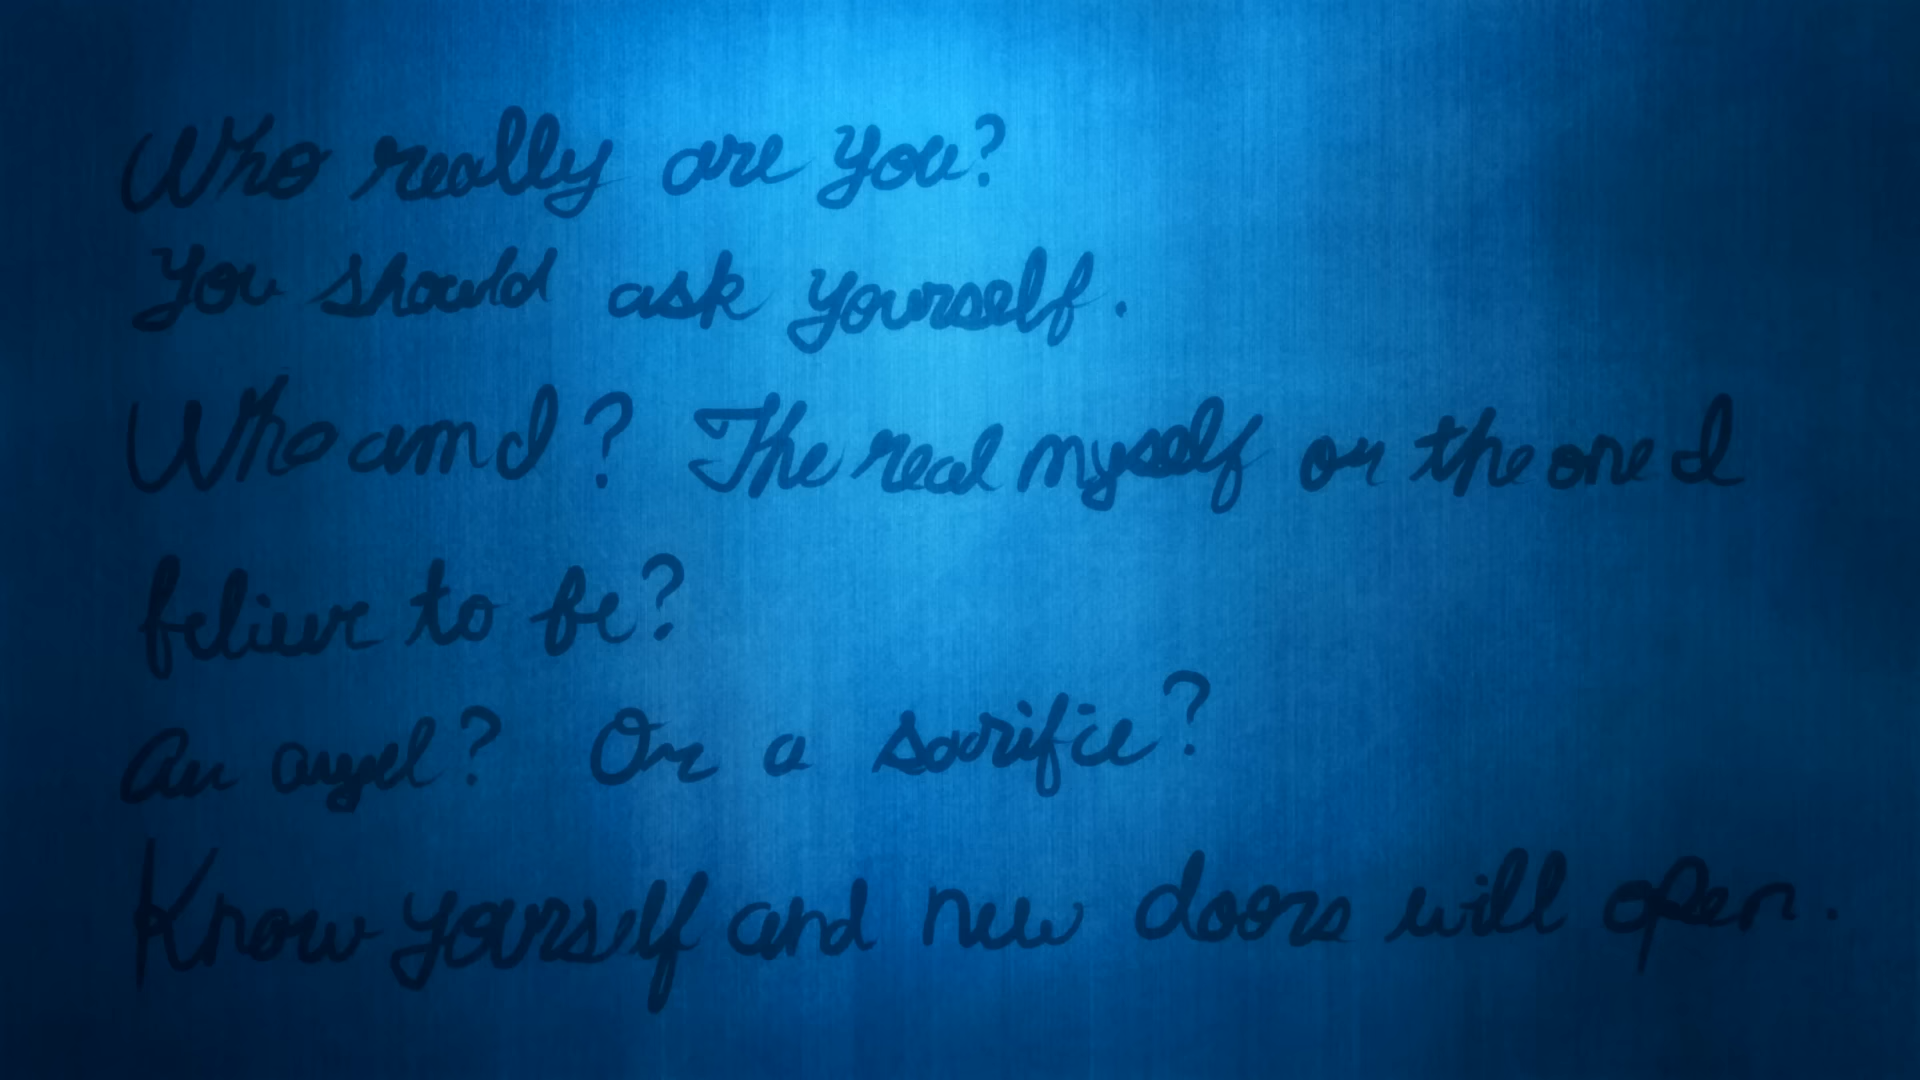 Who really are you?
You should ask yourself.
Who am I? The real myself or the one I
believe to be?
An angel? Or a sacrifice?
Know yourself and new doors will open.